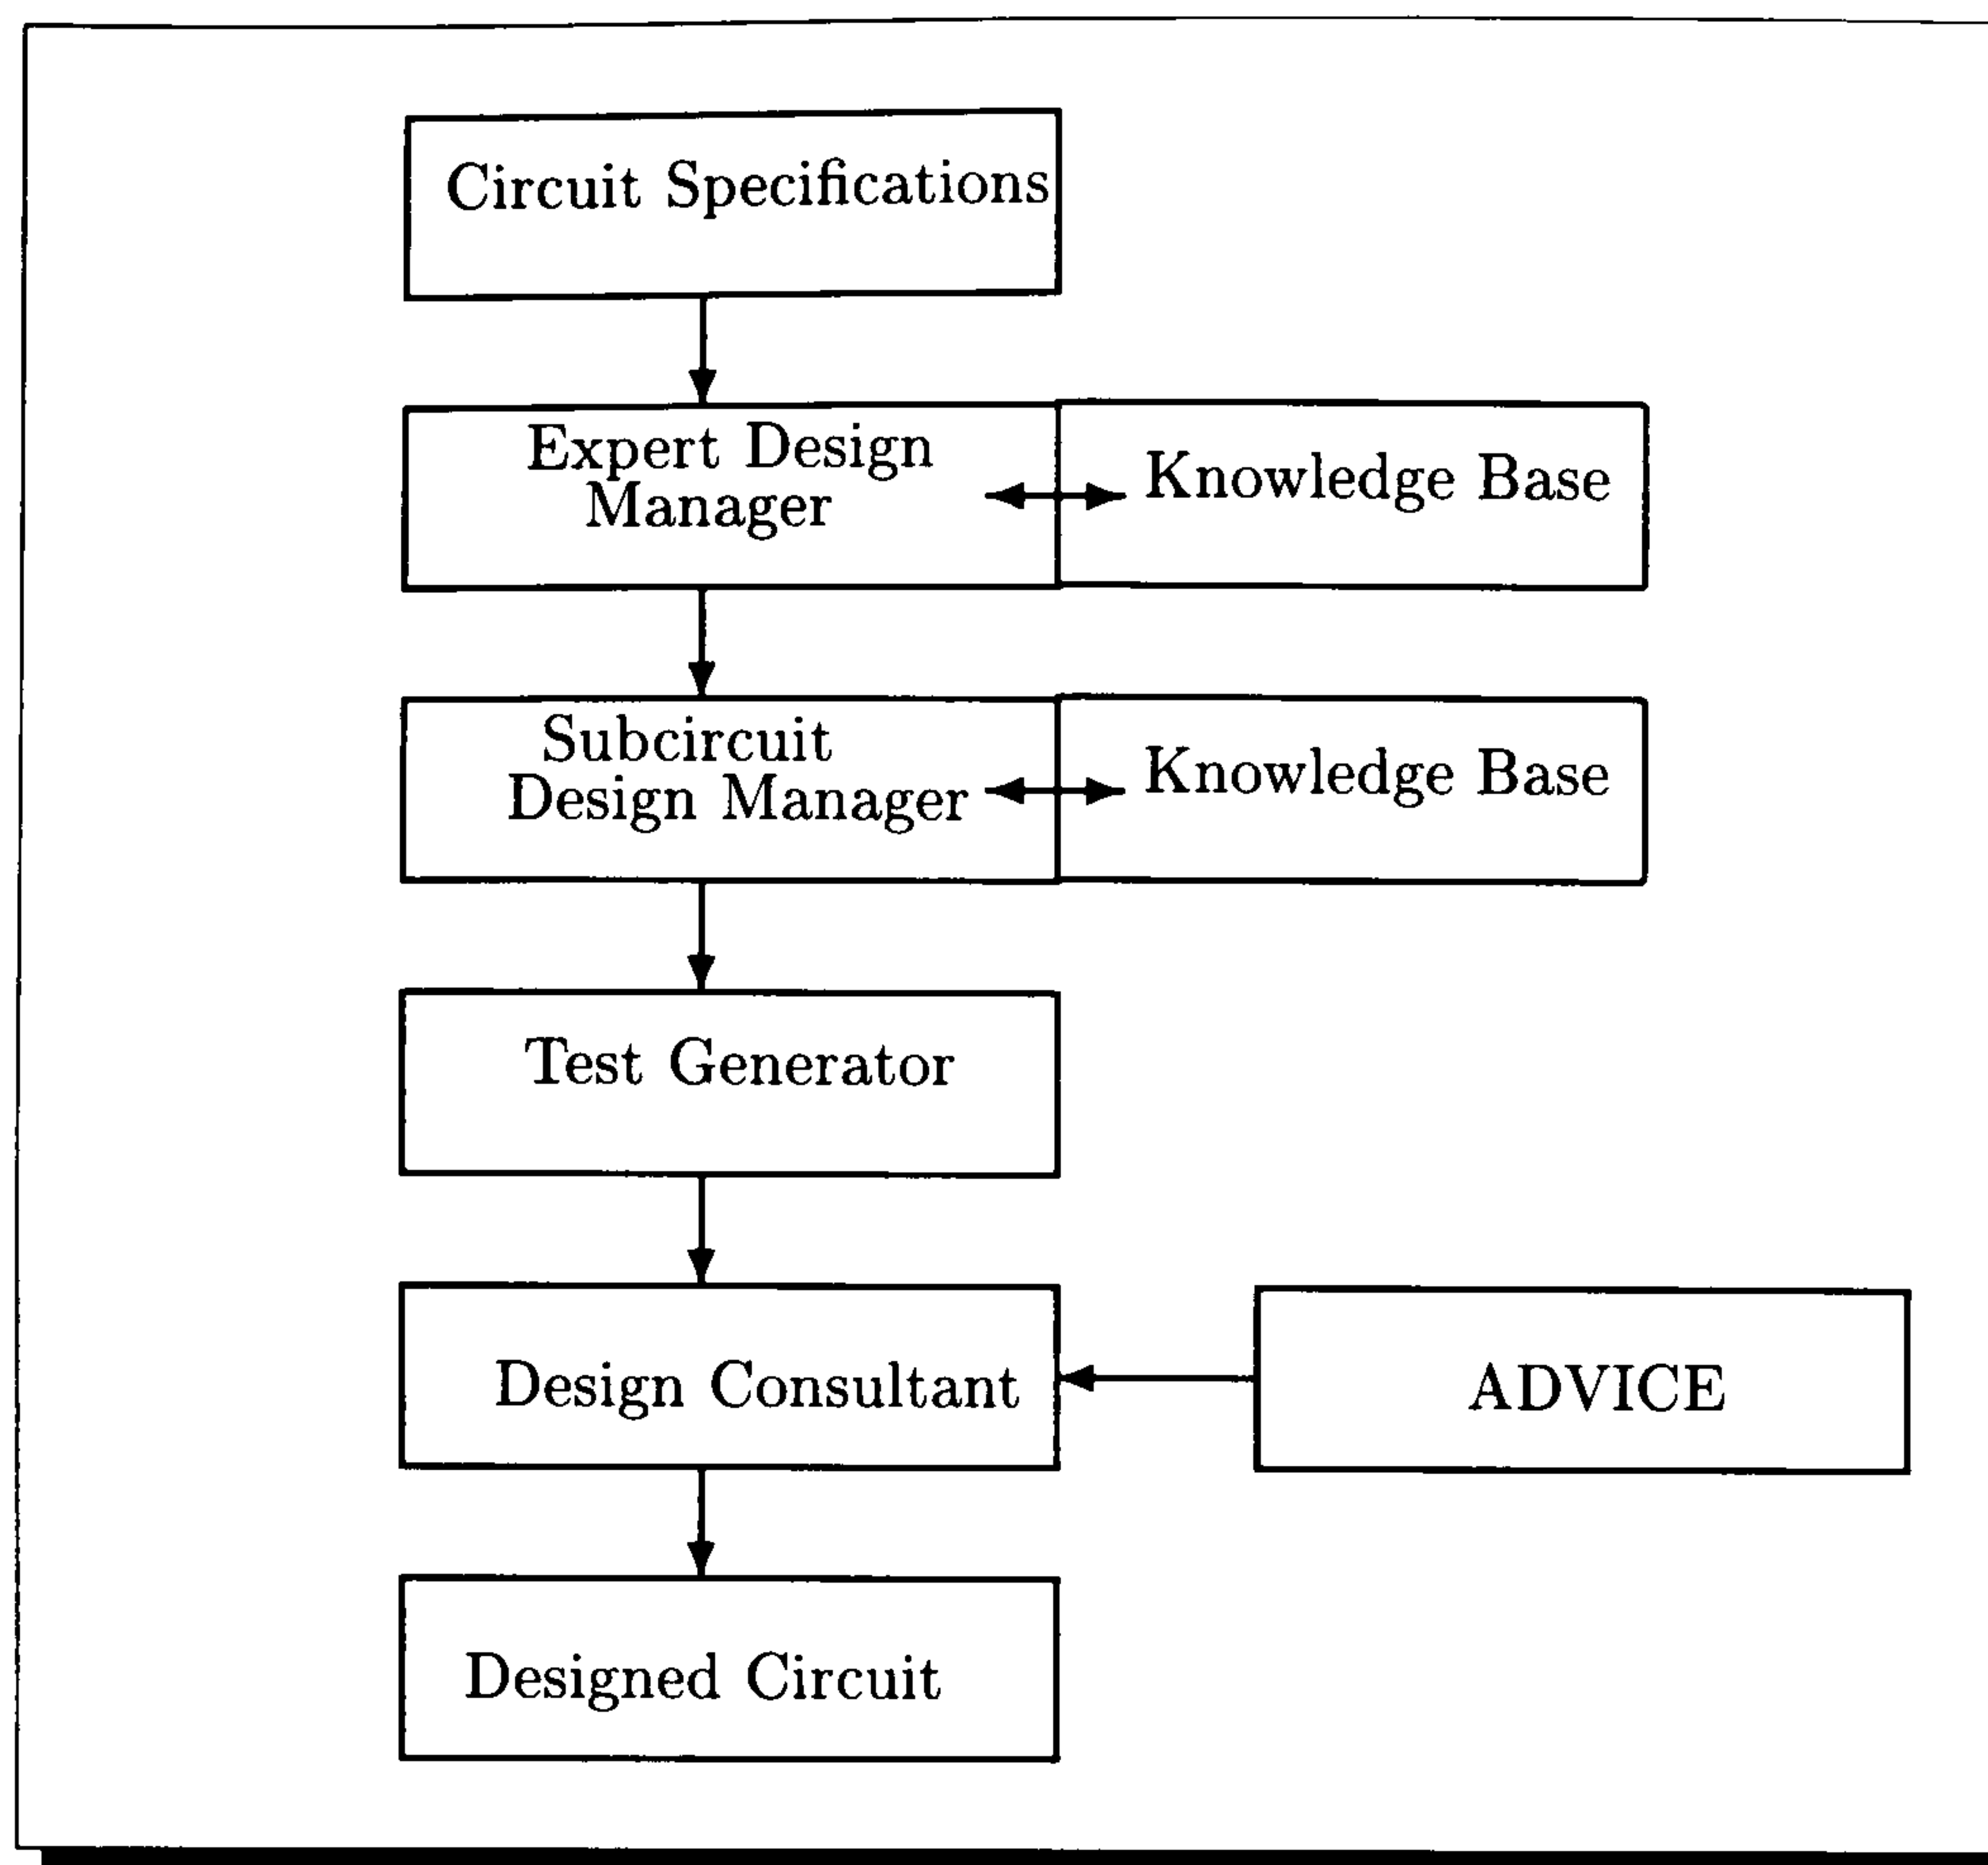 Circuit Specifications
Expert Design
Manager
Knowledge Base
Subcircuit
Design Manager
Knowledge Base
Test Generator
Design Consultant
ADVICE
Designed Circuit